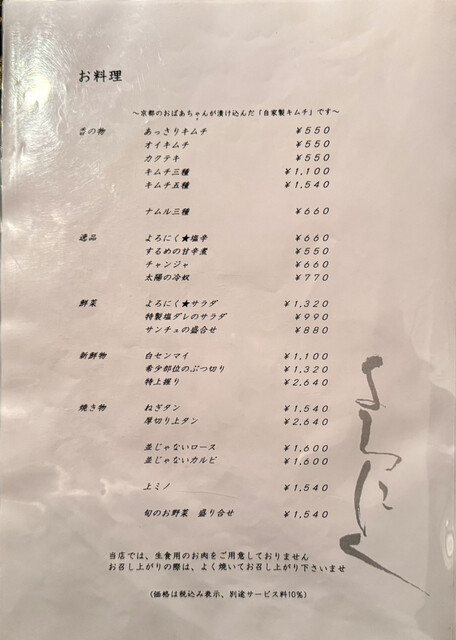 お料理
～京都のおばあちゃんが漬け込んだ「自家製キムチ」です～
香の物 あっさりキムチ ￥５５０
オイキムチ ￥５５０
カクテキ ￥５５０
キムチ三種 ￥１,１００
キムチ五種 ￥１,５４０
ナムル三種 ￥６６０
逸品 よろにく★塩辛 ￥６６０
するめの甘辛煮 ￥５５０
チャンジャ ￥６６０
太陽の冷奴 ￥７７０
鮮菜 よろにく★サラダ ￥１,３２０
特製塩ダレのサラダ ￥９９０
サンチュの盛合せ ￥８８０
新鮮物 白センマイ ￥１,１００
希少部位のぶつ切り ￥１,３２０
特上握り ￥２,６４０
焼き物 ねぎタン ￥１,５４０
厚切り上タン ￥２,６４０
並じゃないロース ￥１,６００
並じゃないカルビ ￥１,６００
上ミノ ￥１,５４０
旬のお野菜 盛り合せ ￥１,５４０
よろにく
当店では、生食用のお肉をご用意しておりません
お召し上がりの際は、よく焼いてお召し上がり下さいませ
(価格は税込み表示、別途サービス料10%)